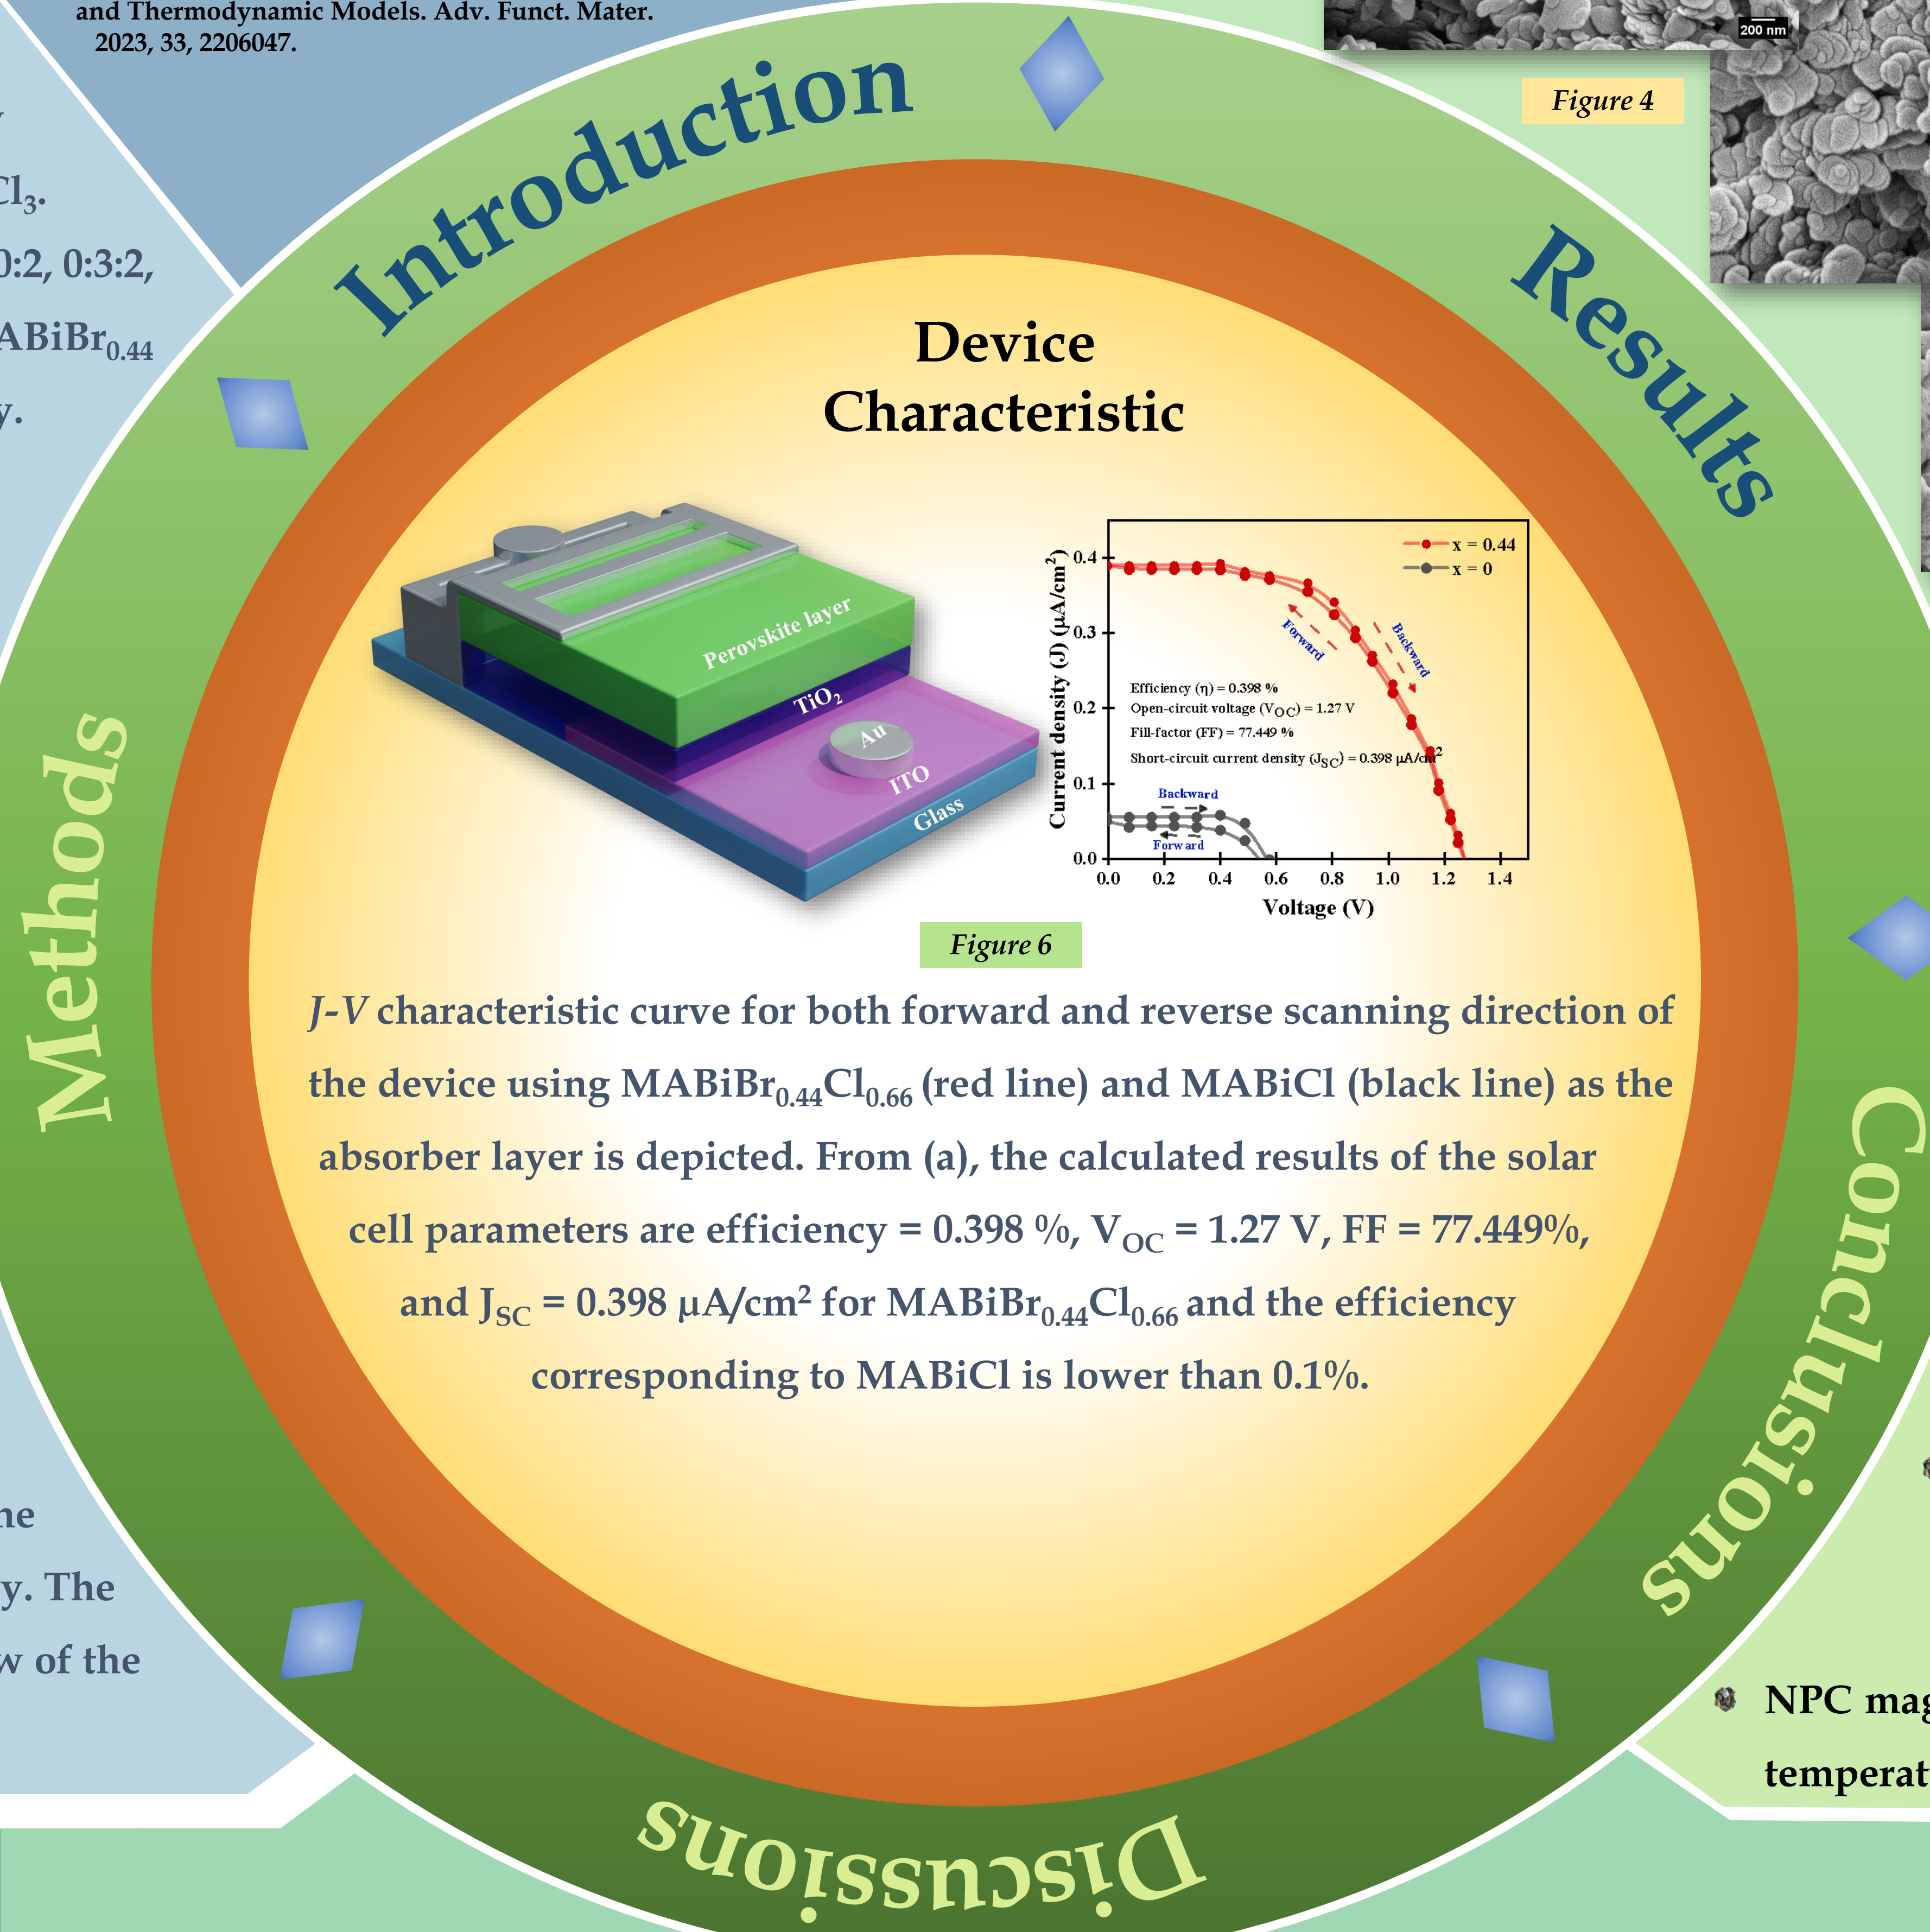 and Thermodynamic Models. Adv. Funct. Mater.
2023, 33, 2206047.
Cl₃.
0:2, 0:3:2,
ABiBr₀.₄₄
y.
Introduction
200 nm
Figure 4
Results
Methods
Device
Characteristic
Perovskite layer
TiO₂
Au
ITO
Glass
Current density (J) (μA/cm²)
0.4
0.3
0.2
0.1
0.0
x = 0.44
x = 0
Forward
Backward
Efficiency (η) = 0.398 %
Open-circuit voltage (V_OC) = 1.27 V
Fill-factor (FF) = 77.449 %
Short-circuit current density (J_SC) = 0.398 μA/cm²
Backward
Forward
0.0 0.2 0.4 0.6 0.8 1.0 1.2 1.4
Voltage (V)
Figure 6
J-V characteristic curve for both forward and reverse scanning direction of
the device using MABiBr₀.₄₄Cl₀.₆₆ (red line) and MABiCl (black line) as the
absorber layer is depicted. From (a), the calculated results of the solar
cell parameters are efficiency = 0.398 %, V_OC = 1.27 V, FF = 77.449%,
and J_SC = 0.398 μA/cm² for MABiBr₀.₄₄Cl₀.₆₆ and the efficiency
corresponding to MABiCl is lower than 0.1%.
Conclusions
y. The
w of the
NPC
Discussions